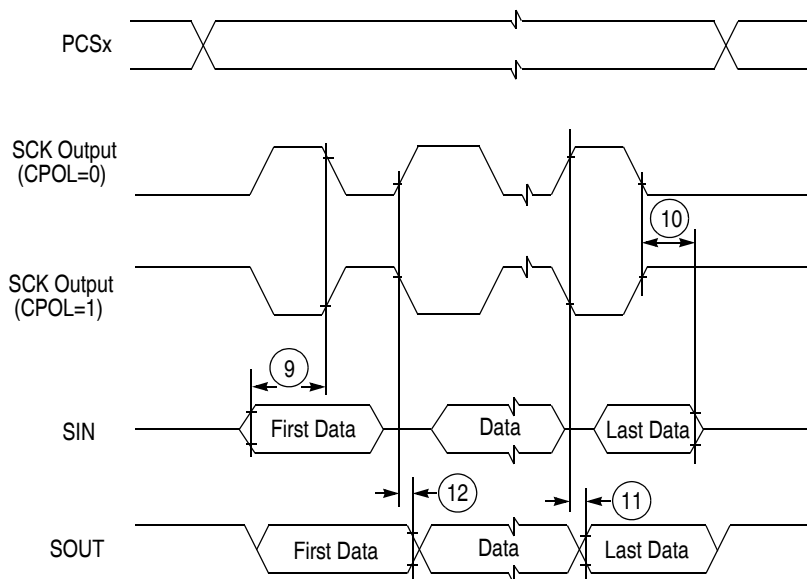 PCSx
SCK Output
(CPOL=0)
10
SCK Output
(CPOL=1)
9
SIN
First Data
Data
Last Data
12
11
SOUT
First Data
Data
Last Data